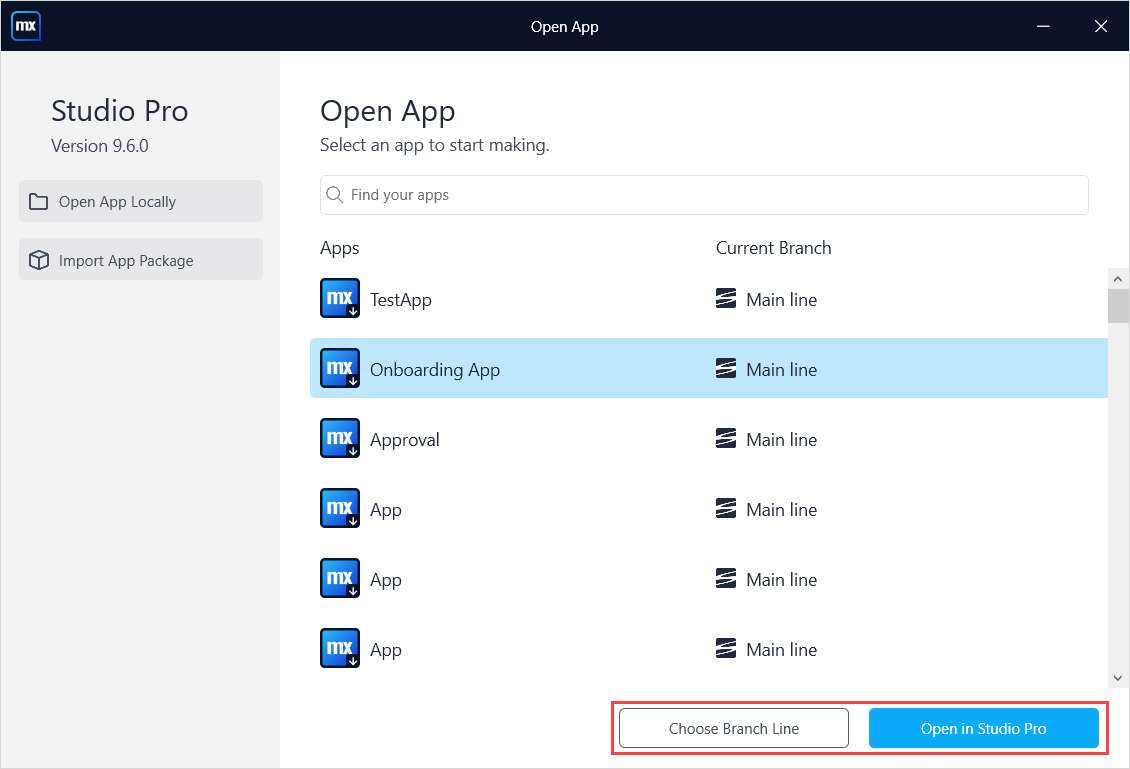 mx
Open App
Studio Pro
Version 9.6.0
Open App Locally
Import App Package
Open App
Select an app to start making.
Find your apps
Apps Current Branch
mx TestApp Main line
mx Onboarding App Main line
mx Approval Main line
mx App Main line
mx App Main line
mx App Main line
Choose Branch Line Open in Studio Pro